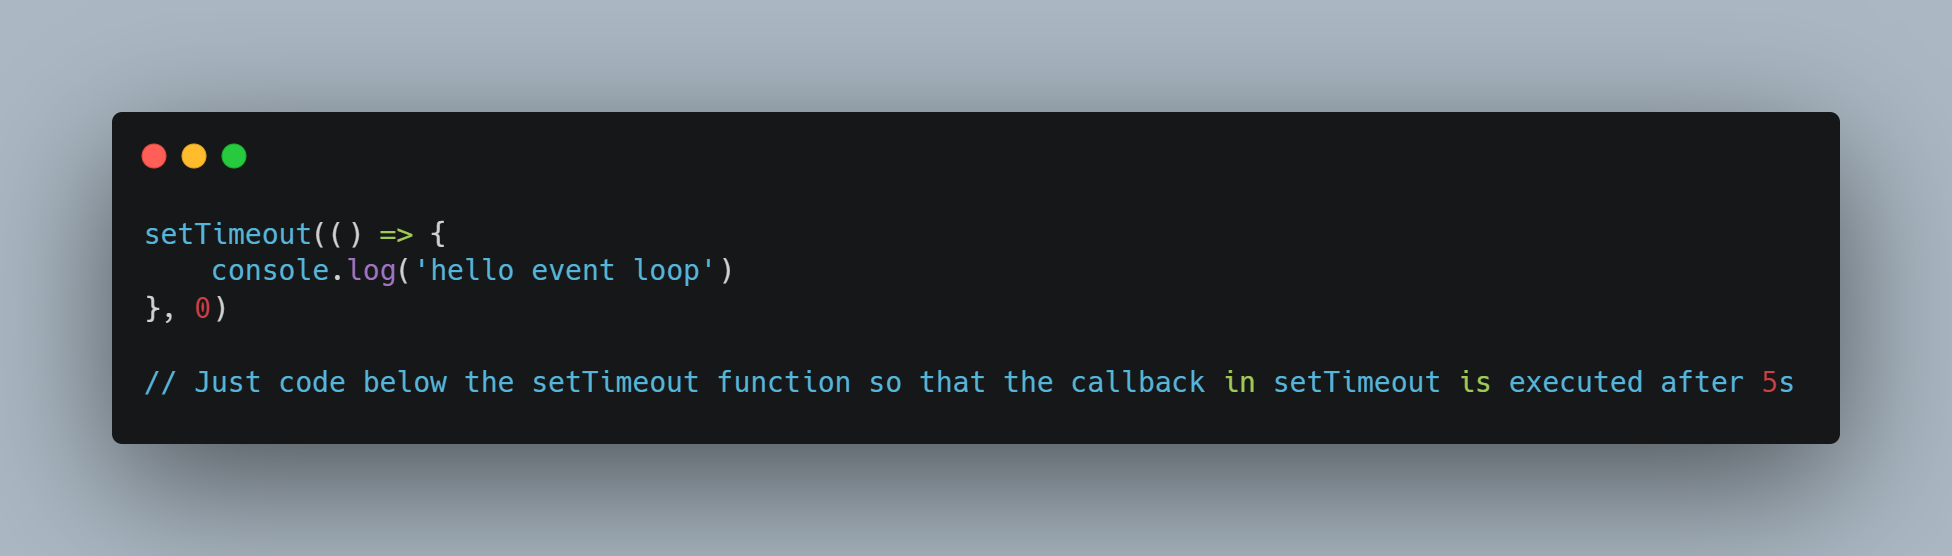 setTimeout(() => {
    console.log('hello event loop')
}, 0)
// Just code below the setTimeout function so that the callback in setTimeout is executed after 5s